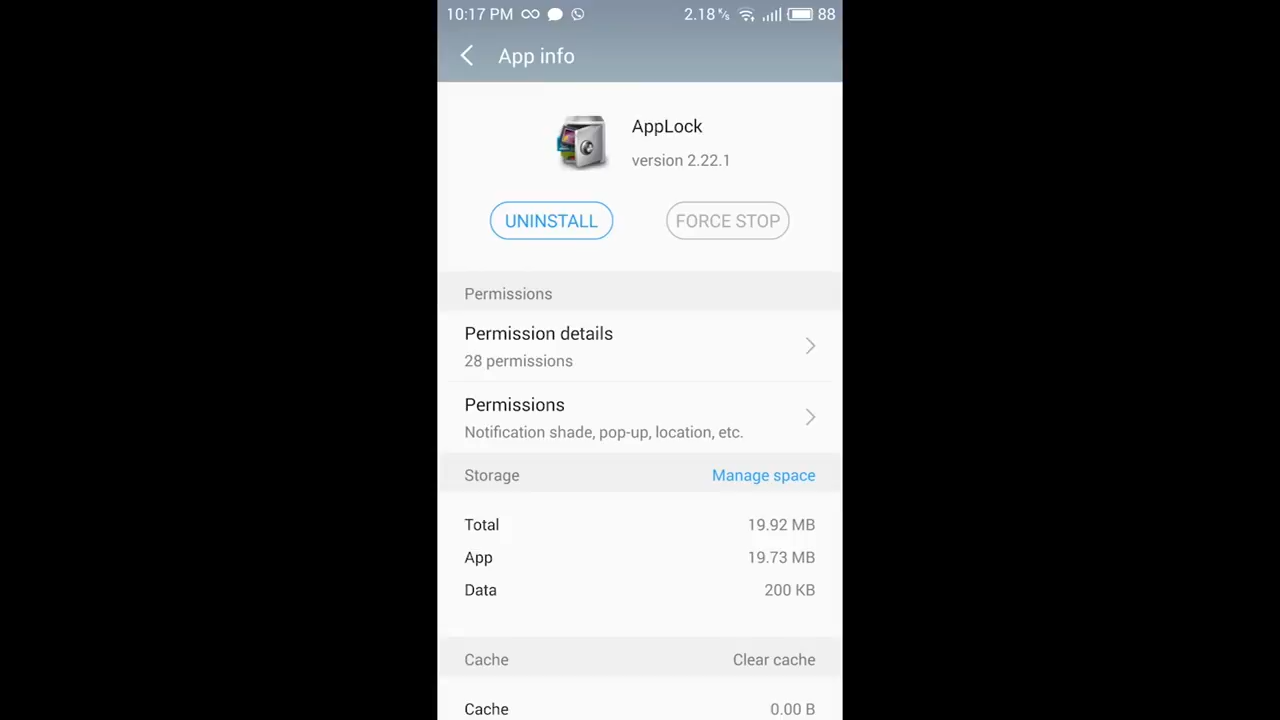 10:17 PM 2.18 K/s 88
App info
AppLock
version 2.22.1
UNINSTALL FORCE STOP
Permissions
Permission details
28 permissions
Permissions
Notification shade, pop-up, location, etc.
Storage Manage space
Total 19.92 MB
App 19.73 MB
Data 200 KB
Cache Clear cache
Cache 0.00 B